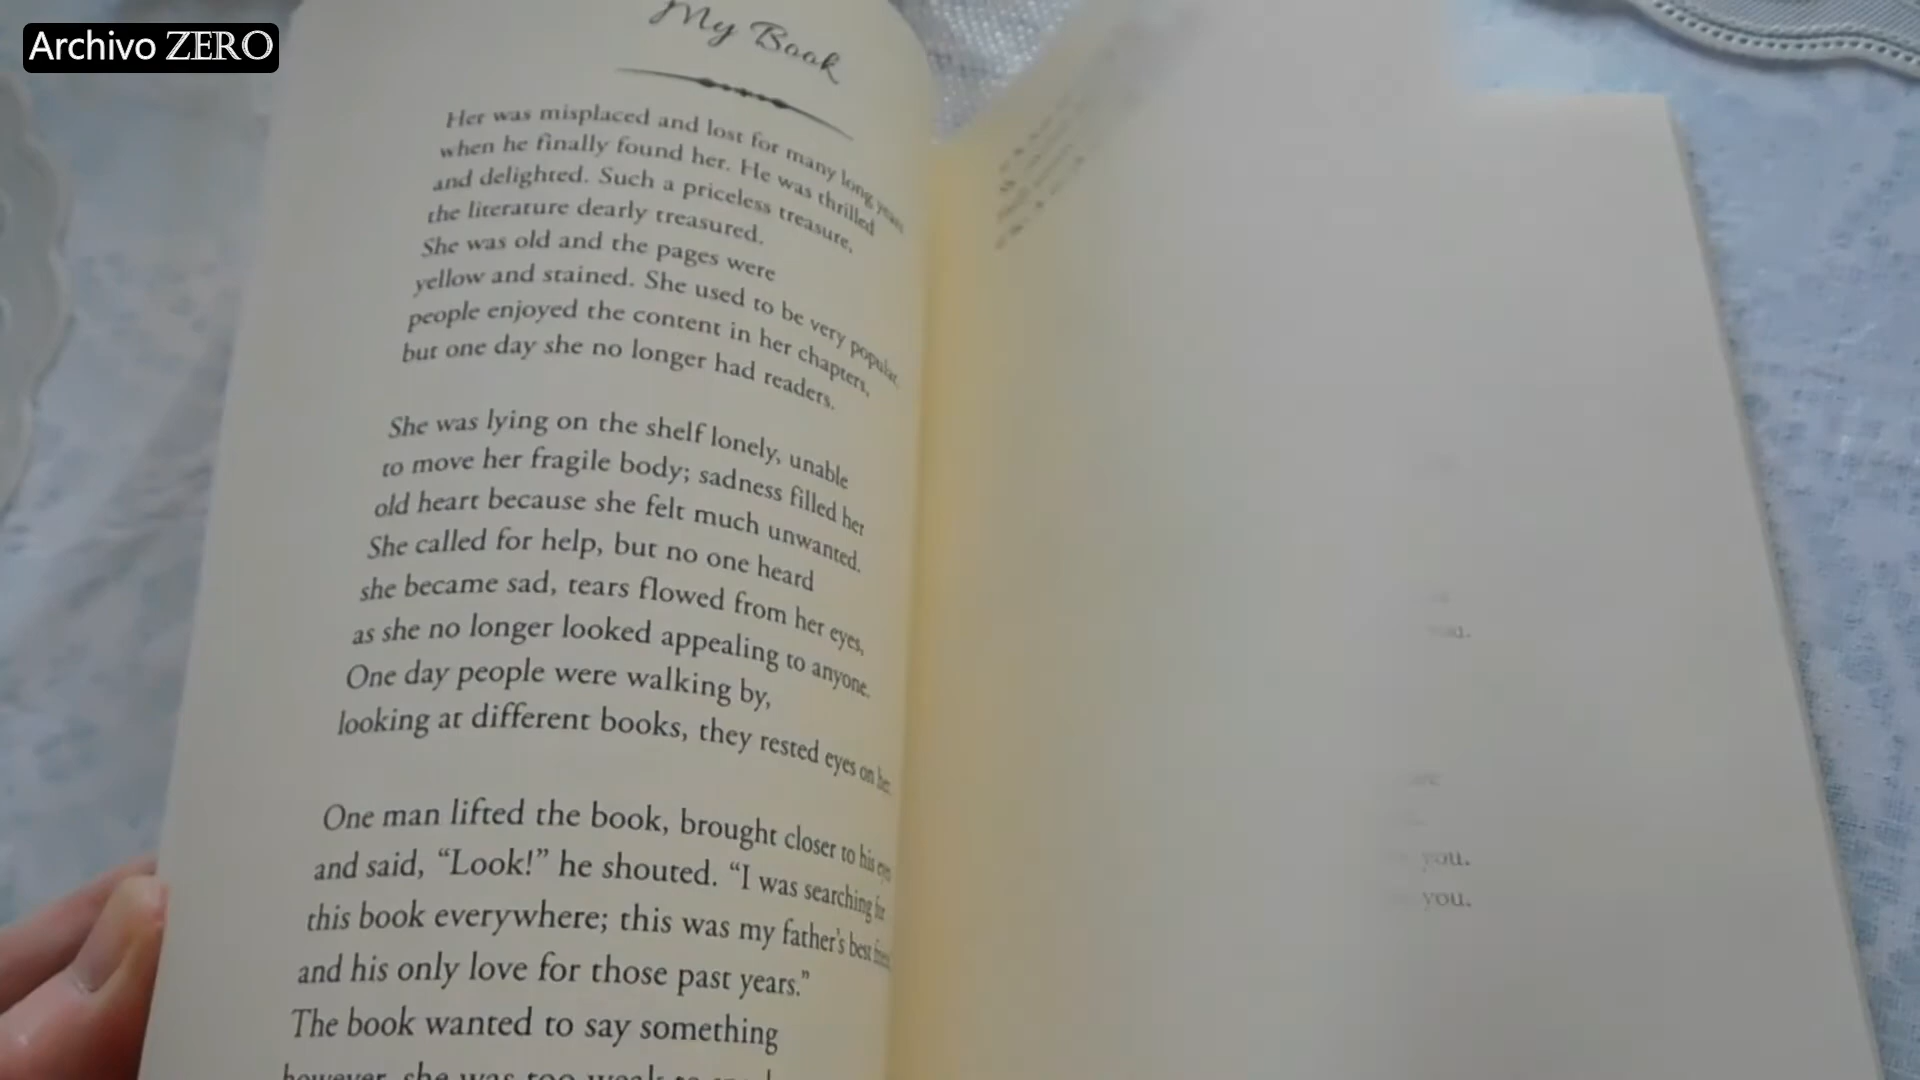 Archivo ZERO
My Book
Her was misplaced and lost for many long years
when he finally found her. He was thrilled
and delighted. Such a priceless treasure,
the literature dearly treasured.
She was old and the pages were
yellow and stained. She used to be very popular,
people enjoyed the content in her chapters,
but one day she no longer had readers.
She was lying on the shelf lonely, unable
to move her fragile body; sadness filled her
old heart because she felt much unwanted.
She called for help, but no one heard
she became sad, tears flowed from her eyes,
as she no longer looked appealing to anyone.
One day people were walking by,
looking at different books, they rested eyes on her.
One man lifted the book, brought closer to his eyes
and said, “Look!” he shouted. “I was searching for
this book everywhere; this was my father’s best
and his only love for those past years.”
The book wanted to say something
however, she was too weak to
you.
you.